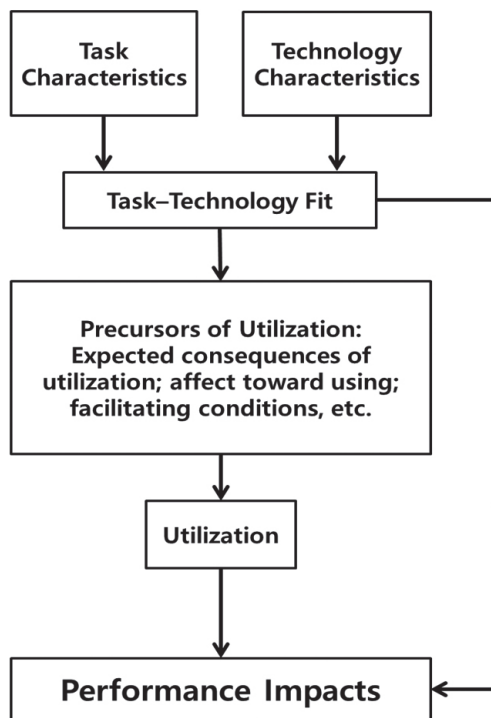 Task
Characteristics
Technology
Characteristics
Task–Technology Fit
Precursors of Utilization:
Expected consequences of
utilization; affect toward using;
facilitating conditions, etc.
Utilization
Performance Impacts